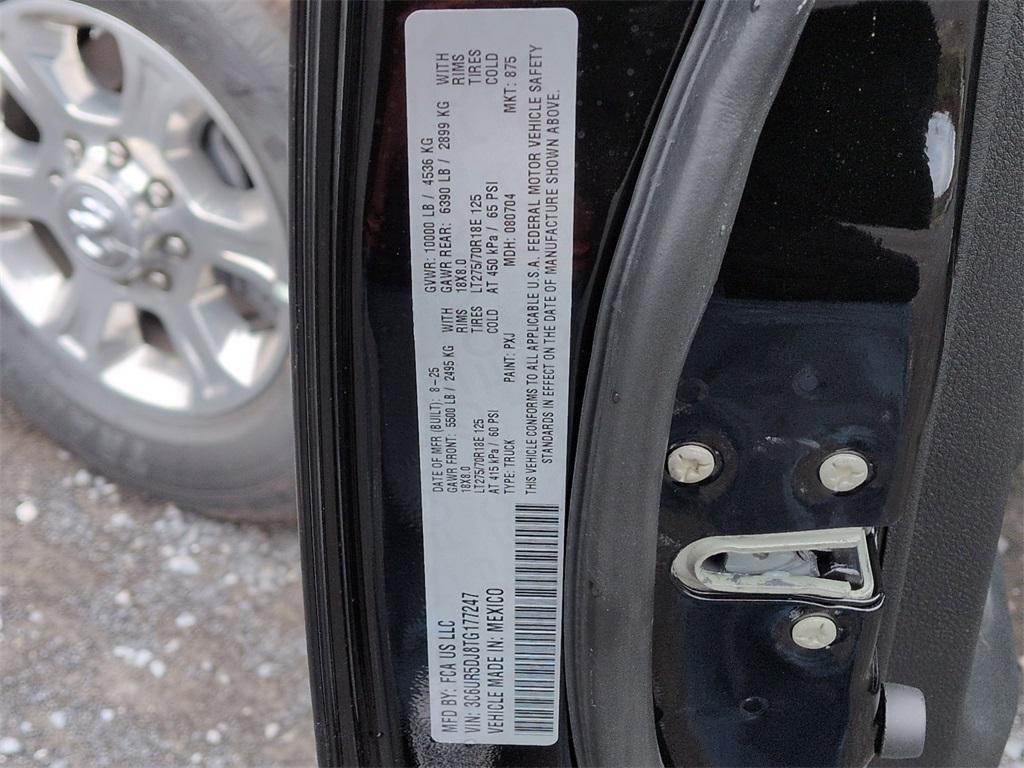 MFD BY: FCA US LLC
DATE OF MFR (BUILT): 8-25 GVWR: 10000 LB / 4536 KG
GAWR FRONT: 5500 LB / 2495 KG WITH GAWR REAR: 6390 LB / 2899 KG WITH
18X8.0 RIMS 18X8.0 RIMS
LT275/70R18E 125 TIRES LT275/70R18E 125 TIRES
AT 415 kPa / 60 PSI COLD AT 450 kPa / 65 PSI COLD
VIN: 3C6UR5DJ8TG177247 TYPE: TRUCK PAINT: PXJ MDH: 080704 MKT: 875
VEHICLE MADE IN: MEXICO
THIS VEHICLE CONFORMS TO ALL APPLICABLE U.S.A. FEDERAL MOTOR VEHICLE SAFETY
STANDARDS IN EFFECT ON THE DATE OF MANUFACTURE SHOWN ABOVE.